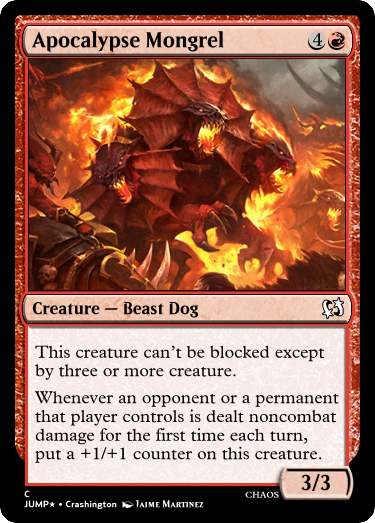 Apocalypse Mongrel 4
Creature — Beast Dog
This creature can't be blocked except
by three or more creature.
Whenever an opponent or a permanent
that player controls is dealt noncombat
damage for the first time each turn,
put a +1/+1 counter on this creature.
3/3
C
JUMP★ • Crashington Jaime Martinez
CHAOS